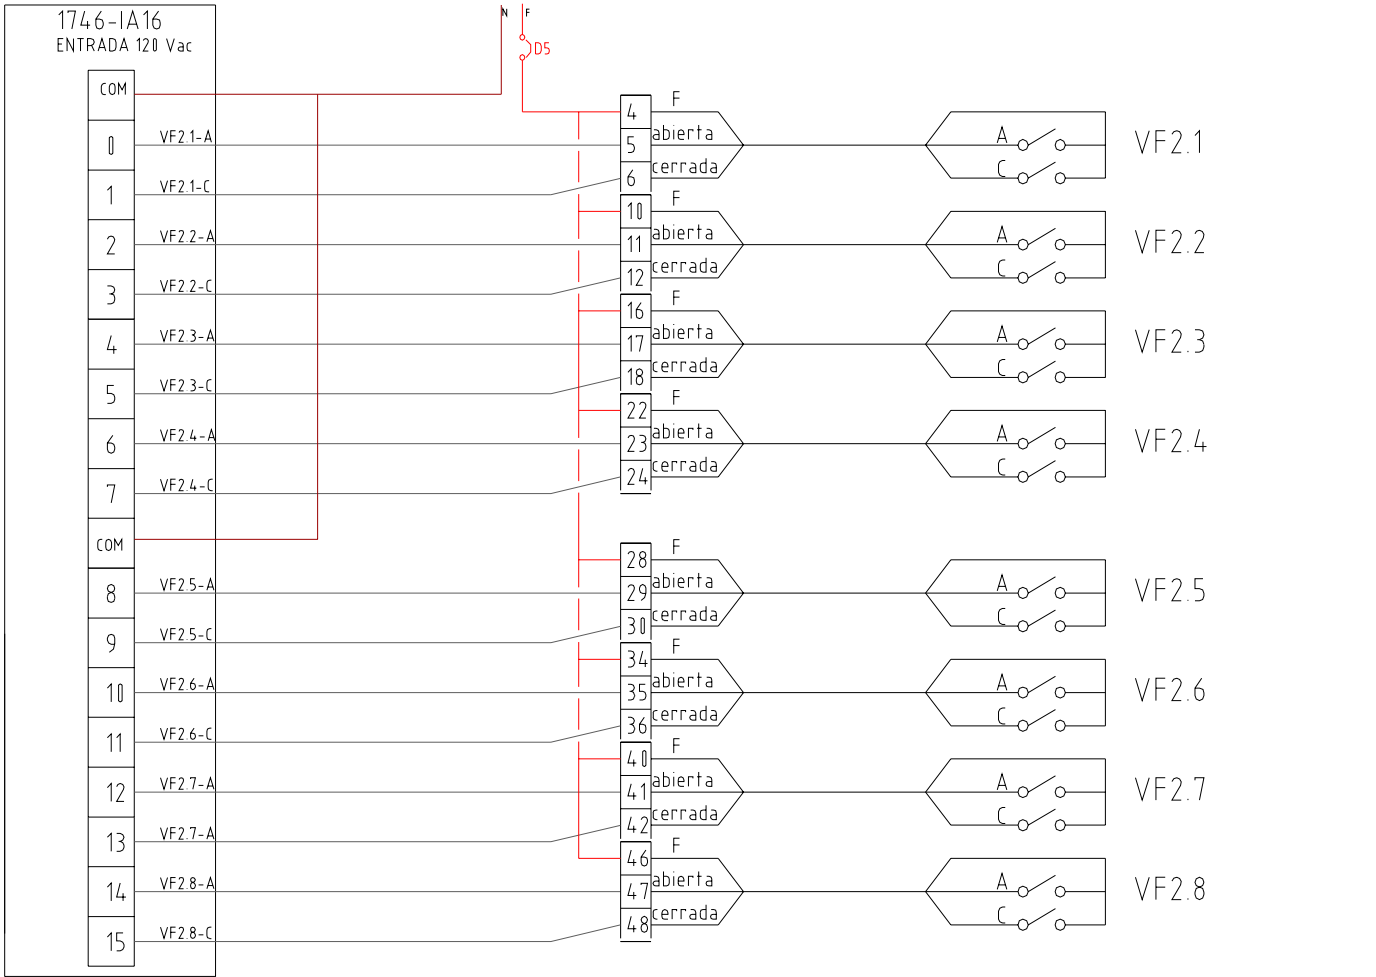 1746-IA16
ENTRADA 120 Vac
N F
D5
COM
4 F
0 VF2.1-A 5 abierta A VF2.1
1 VF2.1-C 6 cerrada C
10 F
2 VF2.2-A 11 abierta A VF2.2
3 VF2.2-C 12 cerrada C
16 F
4 VF2.3-A 17 abierta A VF2.3
5 VF2.3-C 18 cerrada C
22 F
6 VF2.4-A 23 abierta A VF2.4
7 VF2.4-C 24 cerrada C
COM
28 F
8 VF2.5-A 29 abierta A VF2.5
9 VF2.5-C 30 cerrada C
34 F
10 VF2.6-A 35 abierta A VF2.6
11 VF2.6-C 36 cerrada C
40 F
12 VF2.7-A 41 abierta A VF2.7
13 VF2.7-A 42 cerrada C
46 F
14 VF2.8-A 47 abierta A VF2.8
15 VF2.8-C 48 cerrada C